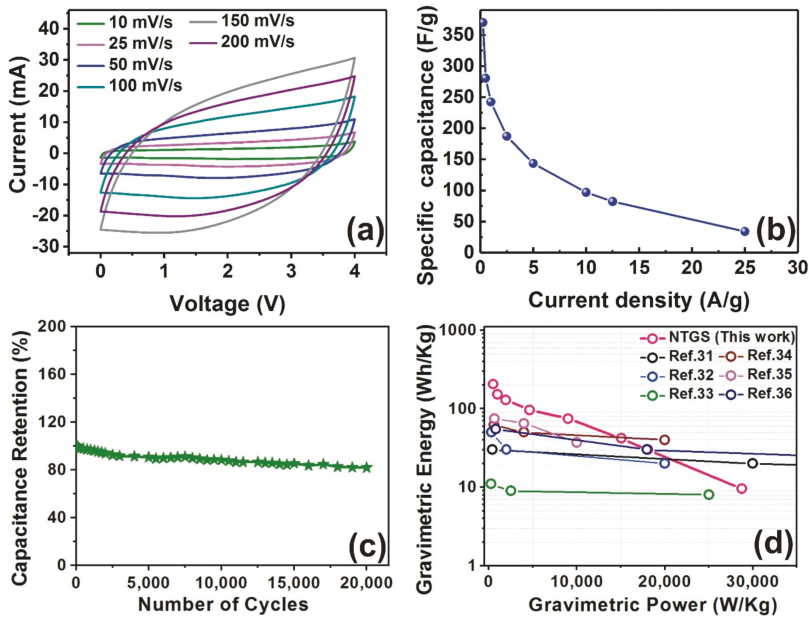 10 mV/s
25 mV/s
50 mV/s
100 mV/s
150 mV/s
200 mV/s
40
30
20
10
0
-10
-20
-30
Current (mA)
0
1
2
3
4
Voltage (V)
(a)
400
350
300
250
200
150
100
50
0
Specific capacitance (F/g)
0
5
10
15
20
25
30
Current density (A/g)
(b)
200
160
120
80
40
0
Capacitance Retention (%)
0
5,000
10,000
15,000
20,000
Number of Cycles
(c)
NTGS (This work)
Ref.31
Ref.32
Ref.33
Ref.34
Ref.35
Ref.36
1000
100
10
1
Gravimetric Energy (Wh/Kg)
0
10,000
20,000
30,000
Gravimetric Power (W/Kg)
(d)